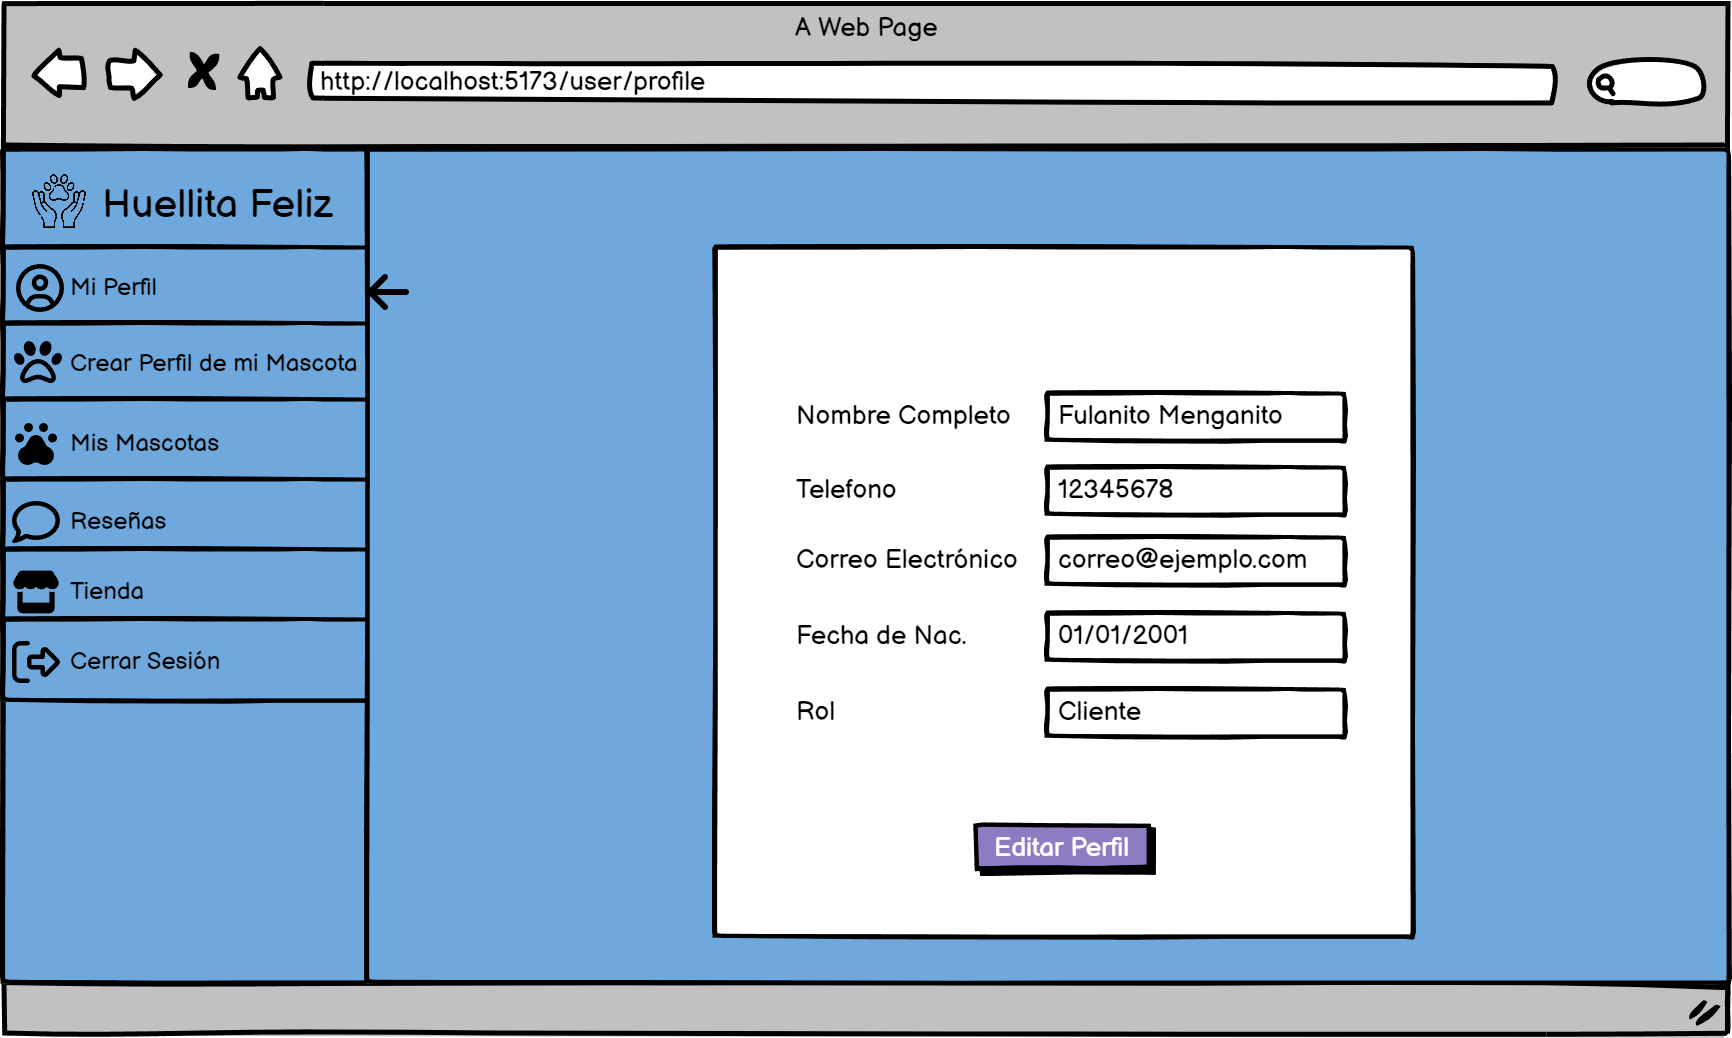 A Web Page
http://localhost:5173/user/profile
Huellita Feliz
Mi Perfil
Crear Perfil de mi Mascota
Mis Mascotas
Reseñas
Tienda
Cerrar Sesión
Nombre Completo Fulanito Menganito
Telefono 12345678
Correo Electrónico correo@ejemplo.com
Fecha de Nac. 01/01/2001
Rol Cliente
Editar Perfil